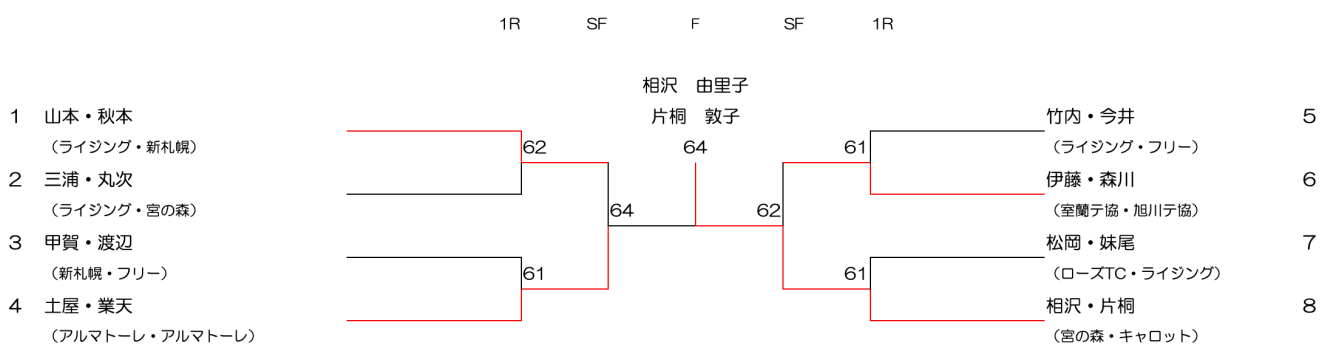 1R SF F SF 1R
相沢 由里子
片桐 敦子
1 山本・秋本
（ライジング・新札幌）
2 三浦・丸次
（ライジング・宮の森）
3 甲賀・渡辺
（新札幌・フリー）
4 土屋・業天
（アルマトーレ・アルマトーレ）
62
61
64
64
62
61
61
竹内・今井 5
（ライジング・フリー）
伊藤・森川 6
（室蘭テ協・旭川テ協）
松岡・妹尾 7
（ローズTC・ライジング）
相沢・片桐 8
（宮の森・キャロット）